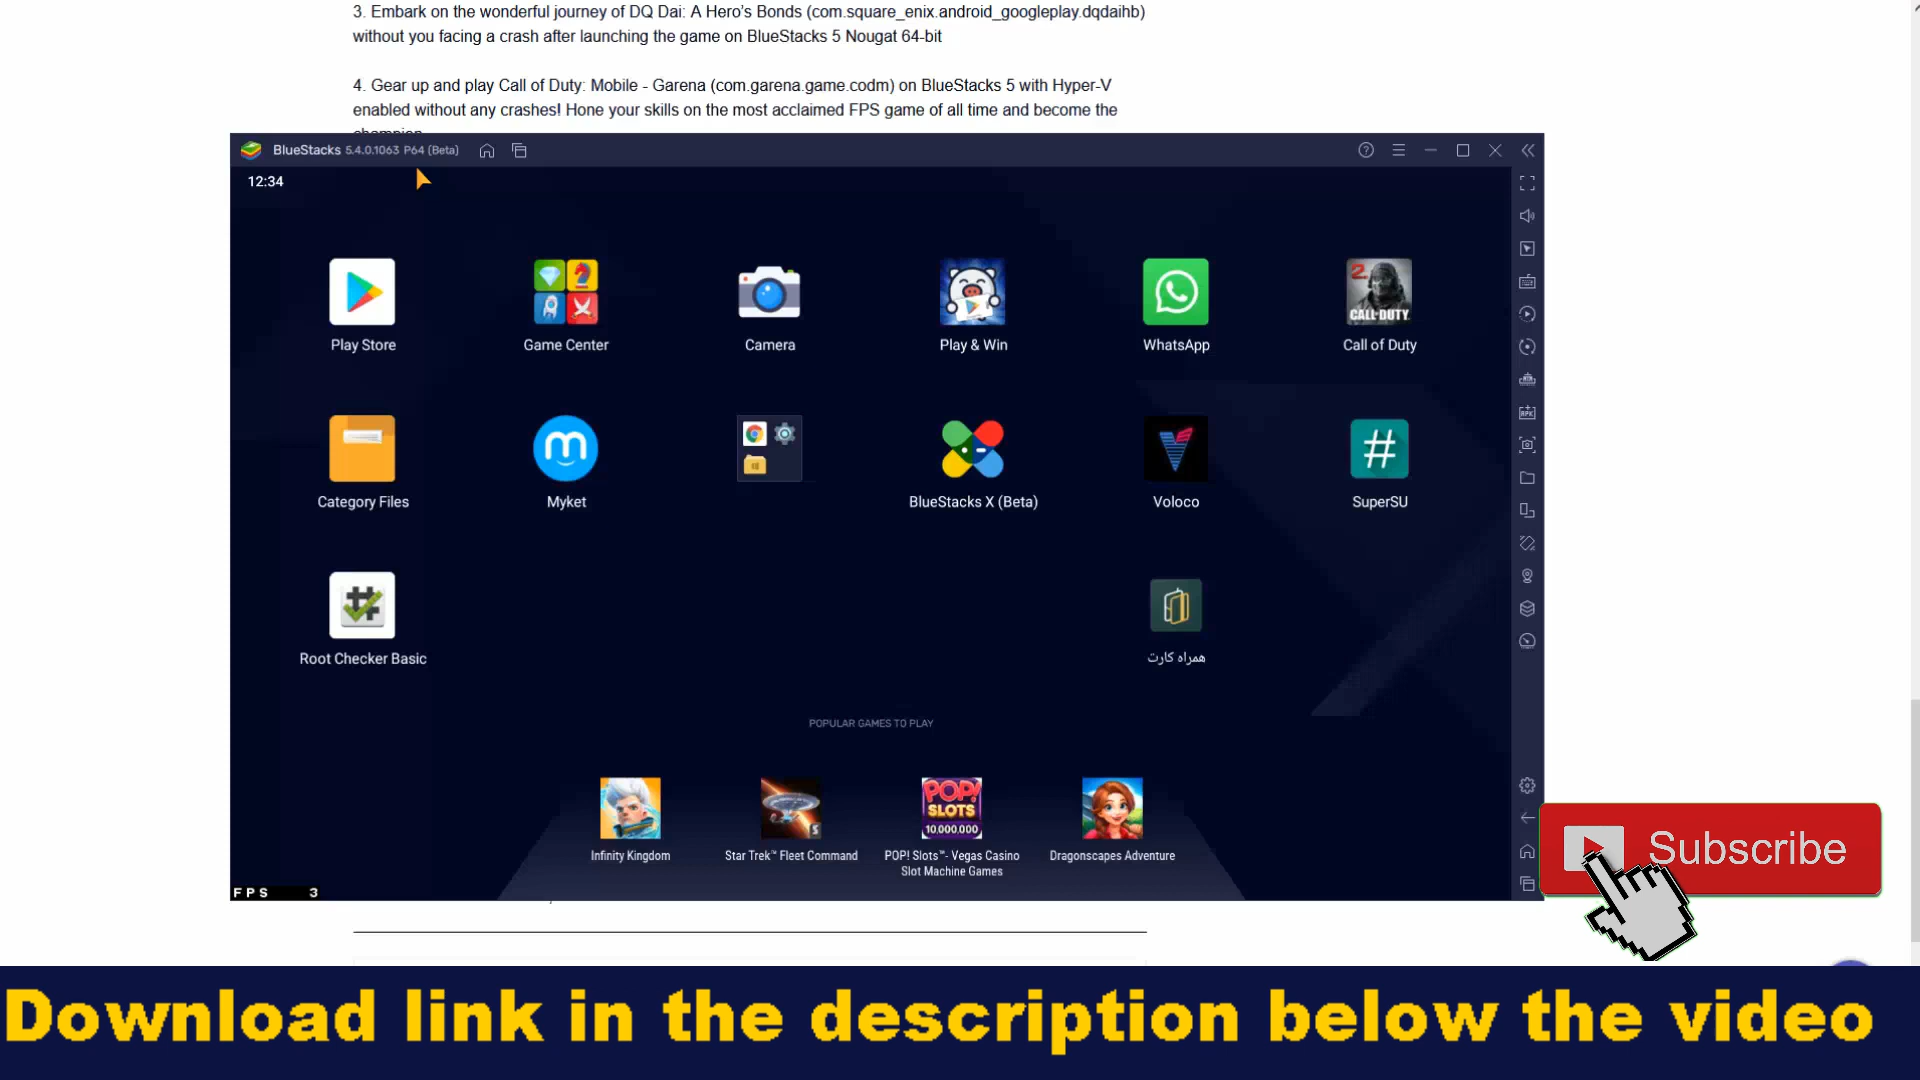 3. Embark on the wonderful journey of DQ Dai: A Hero's Bonds (com.square_enix.android_googleplay.dqdaihb)
without you facing a crash after launching the game on BlueStacks 5 Nougat 64-bit
4. Gear up and play Call of Duty: Mobile - Garena (com.garena.game.codm) on BlueStacks 5 with Hyper-V
enabled without any crashes! Hone your skills on the most acclaimed FPS game of all time and become the
champion
BlueStacks 5.4.0.1063 P64 (Beta)
12:34
2.
CALL·DUTY
Play Store
Game Center
Camera
Play & Win
WhatsApp
Call of Duty
Category Files
Myket
BlueStacks X (Beta)
Voloco
SuperSU
Root Checker Basic
همراه کارت
POPULAR GAMES TO PLAY
POP!
SLOTS
10,000,000
Infinity Kingdom
Star Trek™ Fleet Command
POP! Slots™- Vegas Casino
Slot Machine Games
Dragonscapes Adventure
FPS 3
Subscribe
Download link in the description below the video